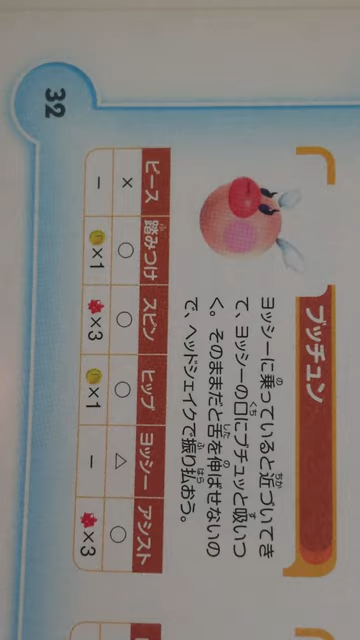 ブッチュン
ヨッシーに乗っていると近づいてき
て、ヨッシーの口にブチュッと吸いつ
く。そのままだと舌を伸ばせないの
で、ヘッドシェイクで振り払おう。
ピース 踏みつけ スピン ヒップ ヨッシー アシスト
× ○ ○ ○ △ ○
− ×1 ×3 ×1 − ×3
32